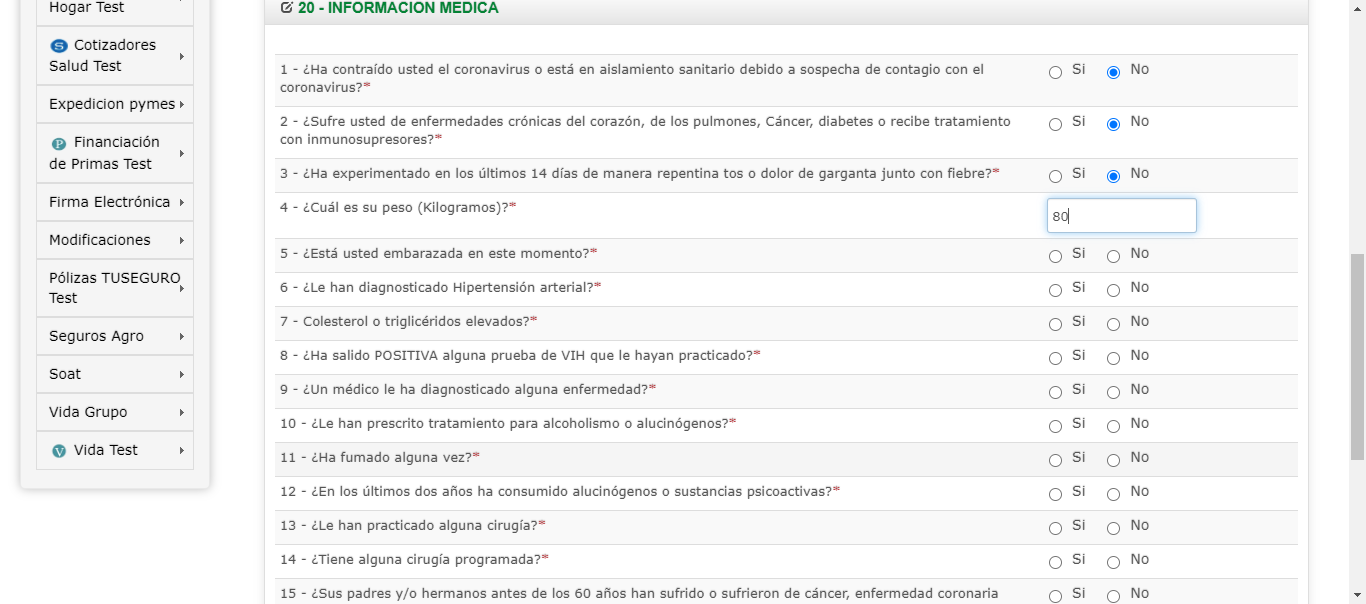 Hogar Test
Cotizadores
Salud Test
Expedicion pymes
Financiación
de Primas Test
Firma Electrónica
Modificaciones
Pólizas TUSEGURO
Test
Seguros Agro
Soat
Vida Grupo
Vida Test
20 - INFORMACION MEDICA
1 - ¿Ha contraído usted el coronavirus o está en aislamiento sanitario debido a sospecha de contagio con el
coronavirus?* Si No
2 - ¿Sufre usted de enfermedades crónicas del corazón, de los pulmones, Cáncer, diabetes o recibe tratamiento
con inmunosupresores?* Si No
3 - ¿Ha experimentado en los últimos 14 días de manera repentina tos o dolor de garganta junto con fiebre?* Si No
4 - ¿Cuál es su peso (Kilogramos)?* 80
5 - ¿Está usted embarazada en este momento?* Si No
6 - ¿Le han diagnosticado Hipertensión arterial?* Si No
7 - Colesterol o triglicéridos elevados?* Si No
8 - ¿Ha salido POSITIVA alguna prueba de VIH que le hayan practicado?* Si No
9 - ¿Un médico le ha diagnosticado alguna enfermedad?* Si No
10 - ¿Le han prescrito tratamiento para alcoholismo o alucinógenos?* Si No
11 - ¿Ha fumado alguna vez?* Si No
12 - ¿En los últimos dos años ha consumido alucinógenos o sustancias psicoactivas?* Si No
13 - ¿Le han practicado alguna cirugía?* Si No
14 - ¿Tiene alguna cirugía programada?* Si No
15 - ¿Sus padres y/o hermanos antes de los 60 años han sufrido o sufrieron de cáncer, enfermedad coronaria Si No